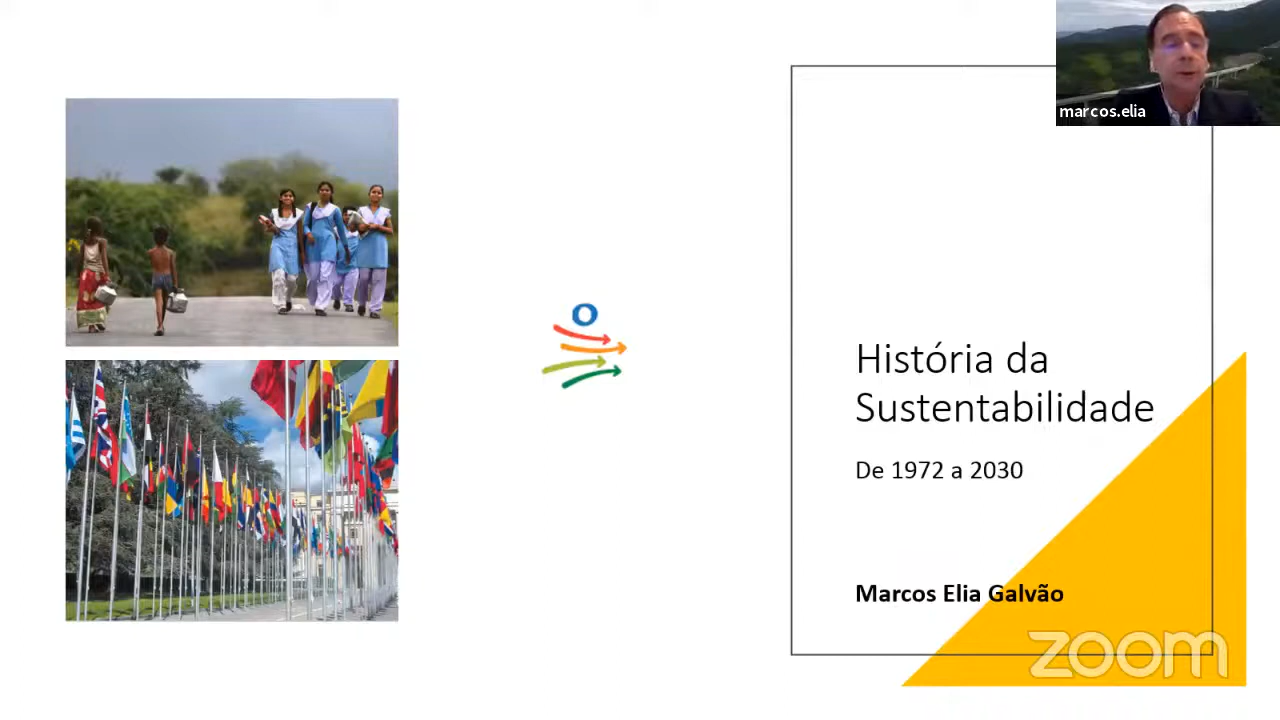 marcos.elia
História da
Sustentabilidade
De 1972 a 2030
Marcos Elia Galvão
zoom